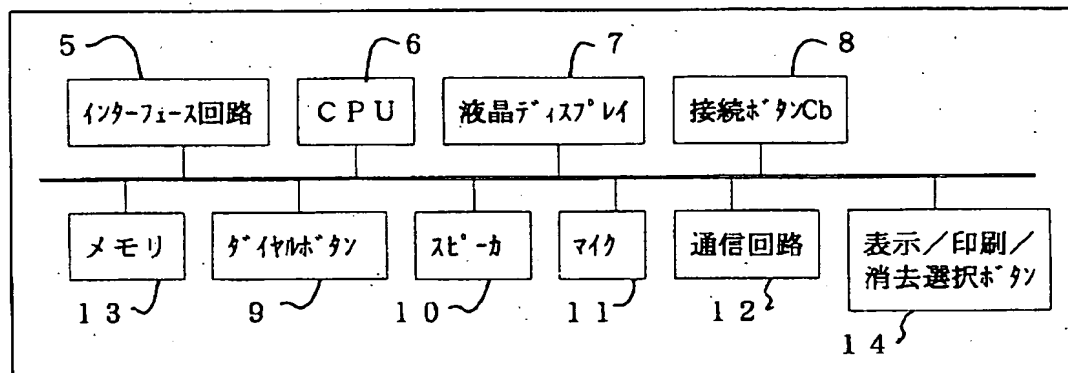 5 6 7 8
ｲﾝﾀｰﾌｪｰｽ回路 ＣＰＵ 液晶ﾃﾞｨｽﾌﾟﾚｲ 接続ﾎﾞﾀﾝCb
メモリ ﾀﾞｲﾔﾙﾎﾞﾀﾝ ｽﾋﾟｰｶ ﾏｲｸ 通信回路 表示／印刷／
消去選択ﾎﾞﾀﾝ
１３ 9 １０ １１ １２ １４